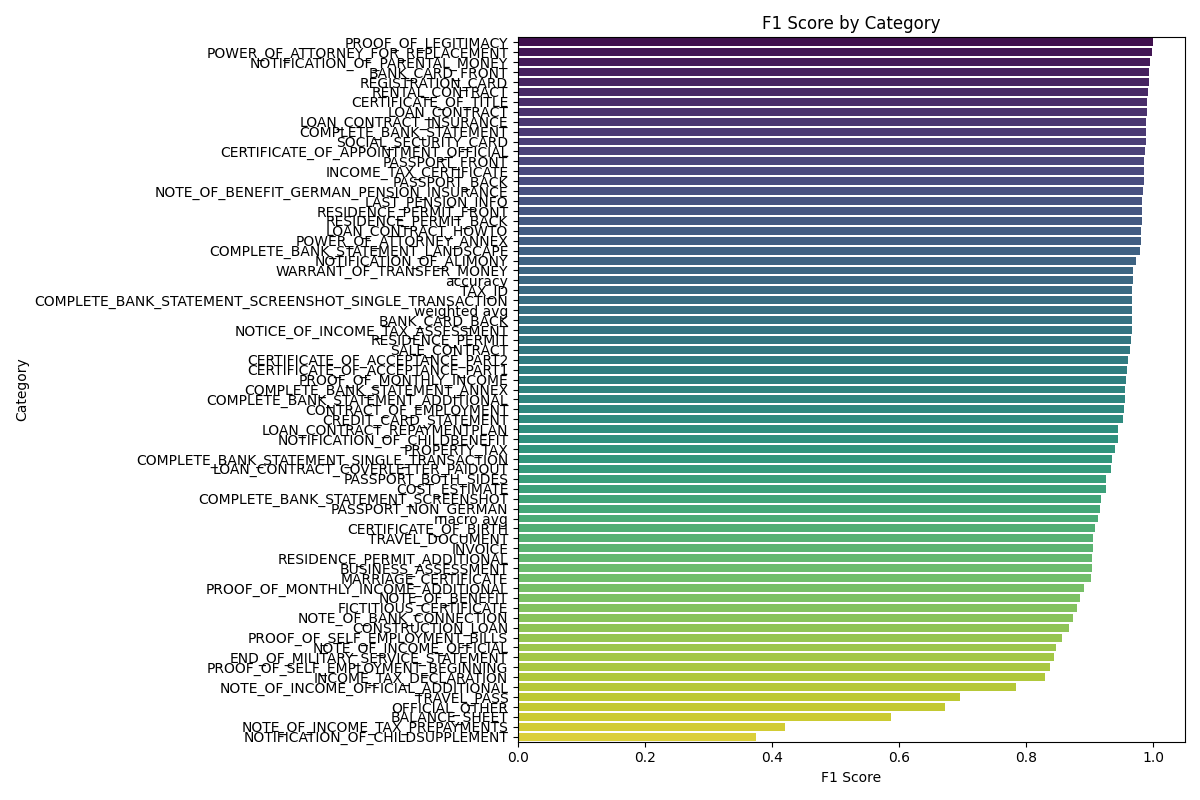 F1 Score by Category
PROOF_OF_LEGITIMACY
POWER_OF_ATTORNEY_FOR_REPLACEMENT
NOTIFICATION_OF_PARENTAL_MONEY
BANK_CARD_FRONT
REGISTRATION_CARD
RENTAL_CONTRACT
CERTIFICATE_OF_TITLE
LOAN_CONTRACT
LOAN_CONTRACT_INSURANCE
COMPLETE_BANK_STATEMENT
SOCIAL_SECURITY_CARD
CERTIFICATE_OF_APPOINTMENT_OFFICIAL
PASSPORT_FRONT
INCOME_TAX_CERTIFICATE
PASSPORT_BACK
NOTE_OF_BENEFIT_GERMAN_PENSION_INSURANCE
LAST_PENSION_INFO
RESIDENCE_PERMIT_FRONT
RESIDENCE_PERMIT_BACK
LOAN_CONTRACT_HOWTO
POWER_OF_ATTORNEY_ANNEX
COMPLETE_BANK_STATEMENT_LANDSCAPE
NOTIFICATION_OF_ALIMONY
WARRANT_OF_TRANSFER_MONEY
accuracy
TAX_ID
COMPLETE_BANK_STATEMENT_SCREENSHOT_SINGLE_TRANSACTION
weighted avg
BANK_CARD_BACK
NOTICE_OF_INCOME_TAX_ASSESSMENT
RESIDENCE_PERMIT
SALE_CONTRACT
CERTIFICATE_OF_ACCEPTANCE_PART2
CERTIFICATE_OF_ACCEPTANCE_PART1
PROOF_OF_MONTHLY_INCOME
COMPLETE_BANK_STATEMENT_ANNEX
COMPLETE_BANK_STATEMENT_ADDITIONAL
CONTRACT_OF_EMPLOYMENT
CREDIT_CARD_STATEMENT
LOAN_CONTRACT_REPAYMENTPLAN
NOTIFICATION_OF_CHILDBENEFIT
PROPERTY_TAX
COMPLETE_BANK_STATEMENT_SINGLE_TRANSACTION
LOAN_CONTRACT_COVERLETTER_PAIDOUT
PASSPORT_BOTH_SIDES
COST_ESTIMATE
COMPLETE_BANK_STATEMENT_SCREENSHOT
PASSPORT_NON_GERMAN
macro avg
CERTIFICATE_OF_BIRTH
TRAVEL_DOCUMENT
INVOICE
RESIDENCE_PERMIT_ADDITIONAL
BUSINESS_ASSESSMENT
MARRIAGE_CERTIFICATE
PROOF_OF_MONTHLY_INCOME_ADDITIONAL
NOTE_OF_BENEFIT
FICTITIOUS_CERTIFICATE
NOTE_OF_BANK_CONNECTION
CONSTRUCTION_LOAN
PROOF_OF_SELF_EMPLOYMENT_BILLS
NOTE_OF_INCOME_OFFICIAL
END_OF_MILITARY_SERVICE_STATEMENT
PROOF_OF_SELF_EMPLOYMENT_BEGINNING
INCOME_TAX_DECLARATION
NOTE_OF_INCOME_OFFICIAL_ADDITIONAL
TRAVEL_PASS
OFFICIAL_OTHER
BALANCE_SHEET
NOTE_OF_INCOME_TAX_PREPAYMENTS
NOTIFICATION_OF_CHILDSUPPLEMENT
Category
0.0 0.2 0.4 0.6 0.8 1.0
F1 Score